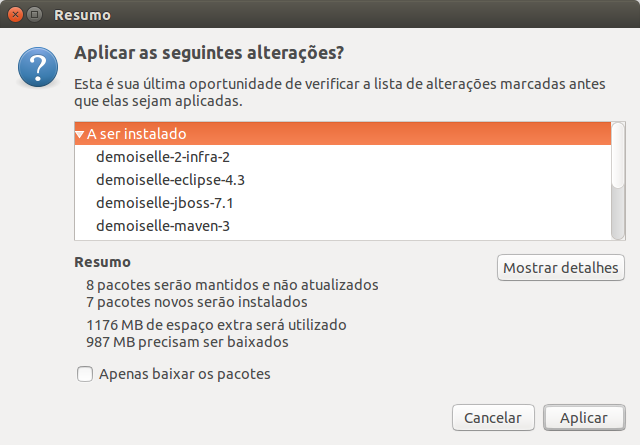 Resumo
Aplicar as seguintes alterações?
Esta é sua última oportunidade de verificar a lista de alterações marcadas antes
que elas sejam aplicadas.
A ser instalado
demoiselle-2-infra-2
demoiselle-eclipse-4.3
demoiselle-jboss-7.1
demoiselle-maven-3
Resumo
Mostrar detalhes
8 pacotes serão mantidos e não atualizados
7 pacotes novos serão instalados
1176 MB de espaço extra será utilizado
987 MB precisam ser baixados
Apenas baixar os pacotes
Cancelar
Aplicar